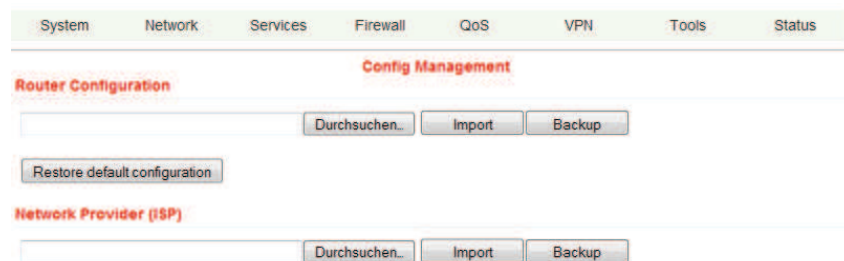 System Network Services Firewall QoS VPN Tools Status
Config Management
Router Configuration
Durchsuchen... Import Backup
Restore default configuration
Network Provider (ISP)
Durchsuchen... Import Backup